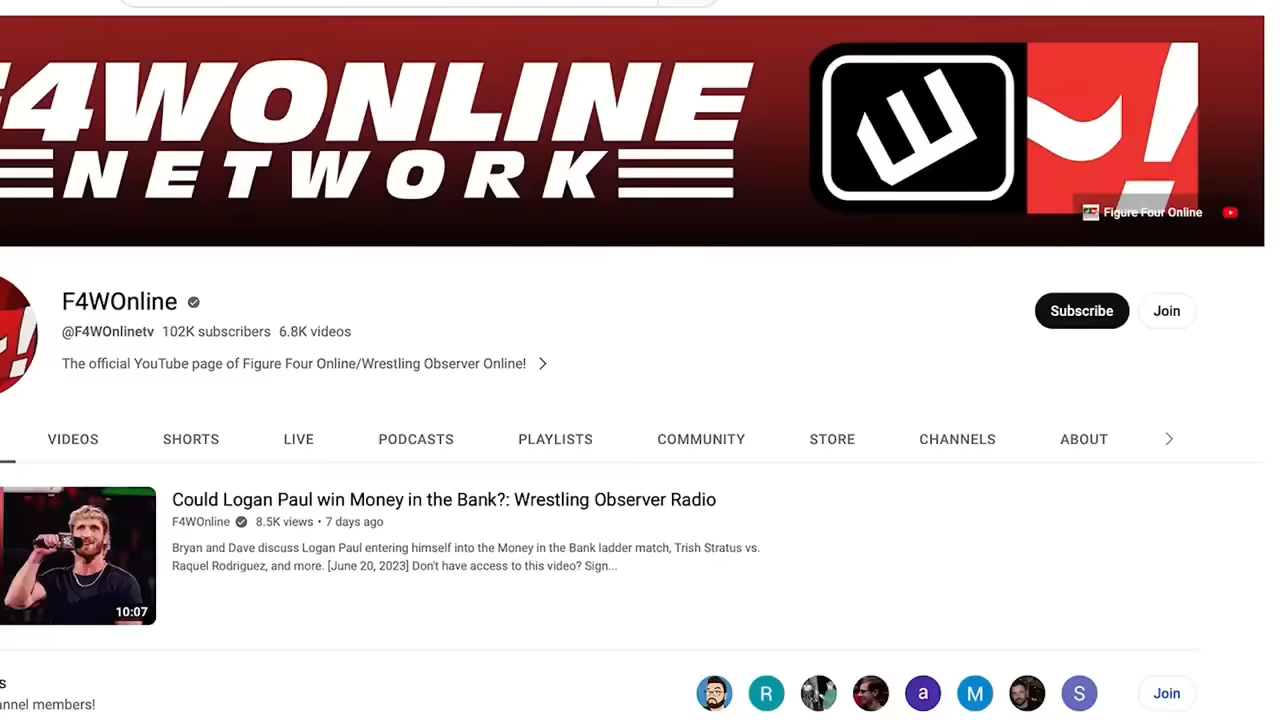 F4WONLINE
NETWORK
Figure Four Online
F4WOnline
@F4WOnlinetv 102K subscribers 6.8K videos
The official YouTube page of Figure Four Online/Wrestling Observer Online!
Subscribe
Join
VIDEOS SHORTS LIVE PODCASTS PLAYLISTS COMMUNITY STORE CHANNELS ABOUT
Could Logan Paul win Money in the Bank?: Wrestling Observer Radio
F4WOnline 8.5K views • 7 days ago
Bryan and Dave discuss Logan Paul entering himself into the Money in the Bank ladder match, Trish Stratus vs.
Raquel Rodriguez, and more. [June 20, 2023] Don't have access to this video? Sign...
10:07
s
annel members!
R a M S
Join